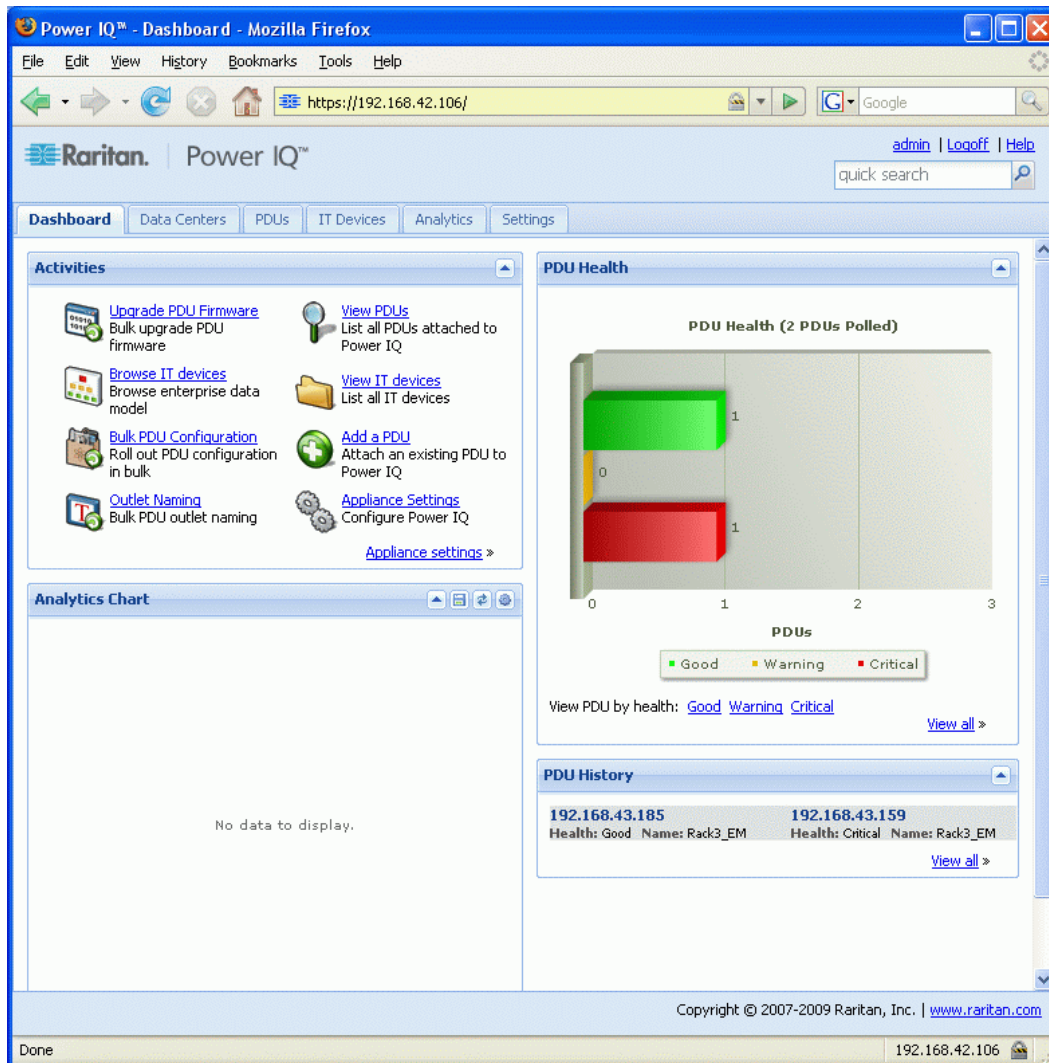 Power IQ™ - Dashboard - Mozilla Firefox
File Edit View History Bookmarks Tools Help
https://192.168.42.106/
G Google
Raritan. Power IQ™
admin | Logoff | Help
quick search
Dashboard Data Centers PDUs IT Devices Analytics Settings
Activities
Upgrade PDU Firmware
Bulk upgrade PDU
firmware
View PDUs
List all PDUs attached to
Power IQ
Browse IT devices
Browse enterprise data
model
View IT devices
List all IT devices
Bulk PDU Configuration
Roll out PDU configuration
in bulk
Add a PDU
Attach an existing PDU to
Power IQ
Outlet Naming
Bulk PDU outlet naming
Appliance Settings
Configure Power IQ
Appliance settings »
Analytics Chart
No data to display.
PDU Health
PDU Health (2 PDUs Polled)
1
0
1
0 1 2 3
PDUs
Good Warning Critical
View PDU by health: Good Warning Critical
View all »
PDU History
192.168.43.185
Health: Good Name: Rack3_EM
192.168.43.159
Health: Critical Name: Rack3_EM
View all »
Copyright © 2007-2009 Raritan, Inc. | www.raritan.com
Done
192.168.42.106